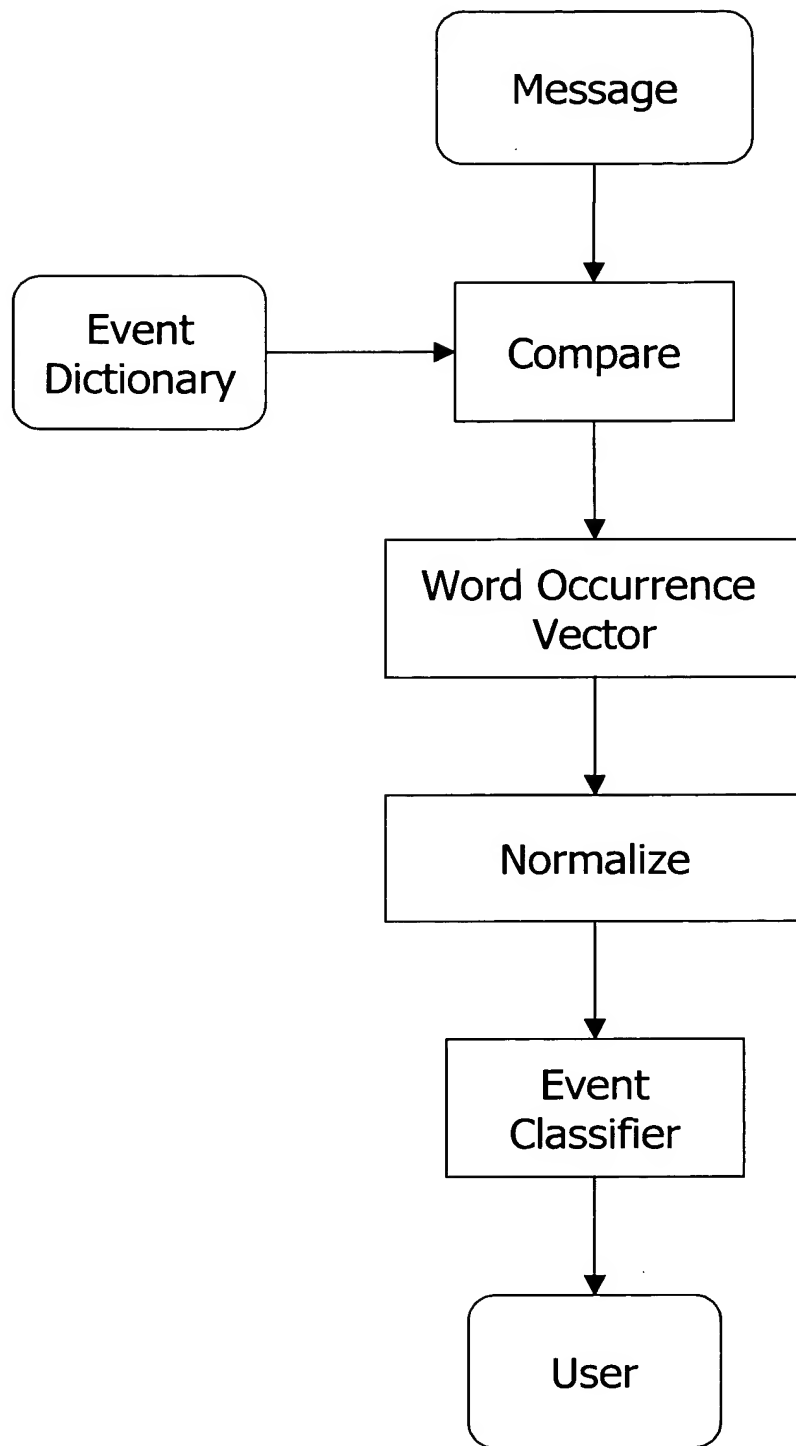 Message
Event
Dictionary
Compare
Word Occurrence
Vector
Normalize
Event
Classifier
User